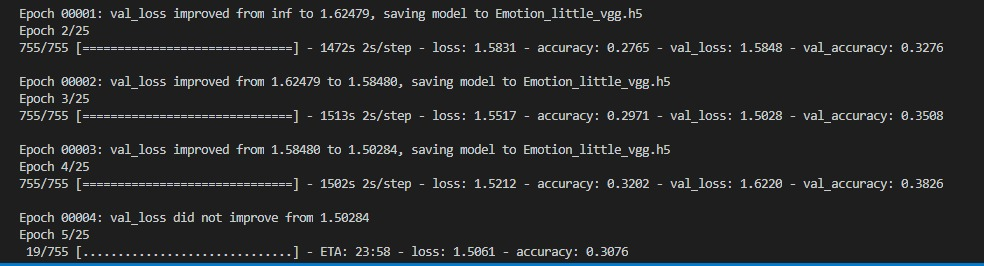 Epoch 00001: val_loss improved from inf to 1.62479, saving model to Emotion_little_vgg.h5
Epoch 2/25
755/755 [==============================] - 1472s 2s/step - loss: 1.5831 - accuracy: 0.2765 - val_loss: 1.5848 - val_accuracy: 0.3276
Epoch 00002: val_loss improved from 1.62479 to 1.58480, saving model to Emotion_little_vgg.h5
Epoch 3/25
755/755 [==============================] - 1513s 2s/step - loss: 1.5517 - accuracy: 0.2971 - val_loss: 1.5028 - val_accuracy: 0.3508
Epoch 00003: val_loss improved from 1.58480 to 1.50284, saving model to Emotion_little_vgg.h5
Epoch 4/25
755/755 [==============================] - 1502s 2s/step - loss: 1.5212 - accuracy: 0.3202 - val_loss: 1.6220 - val_accuracy: 0.3826
Epoch 00004: val_loss did not improve from 1.50284
Epoch 5/25
19/755 [..............................] - ETA: 23:58 - loss: 1.5061 - accuracy: 0.3076